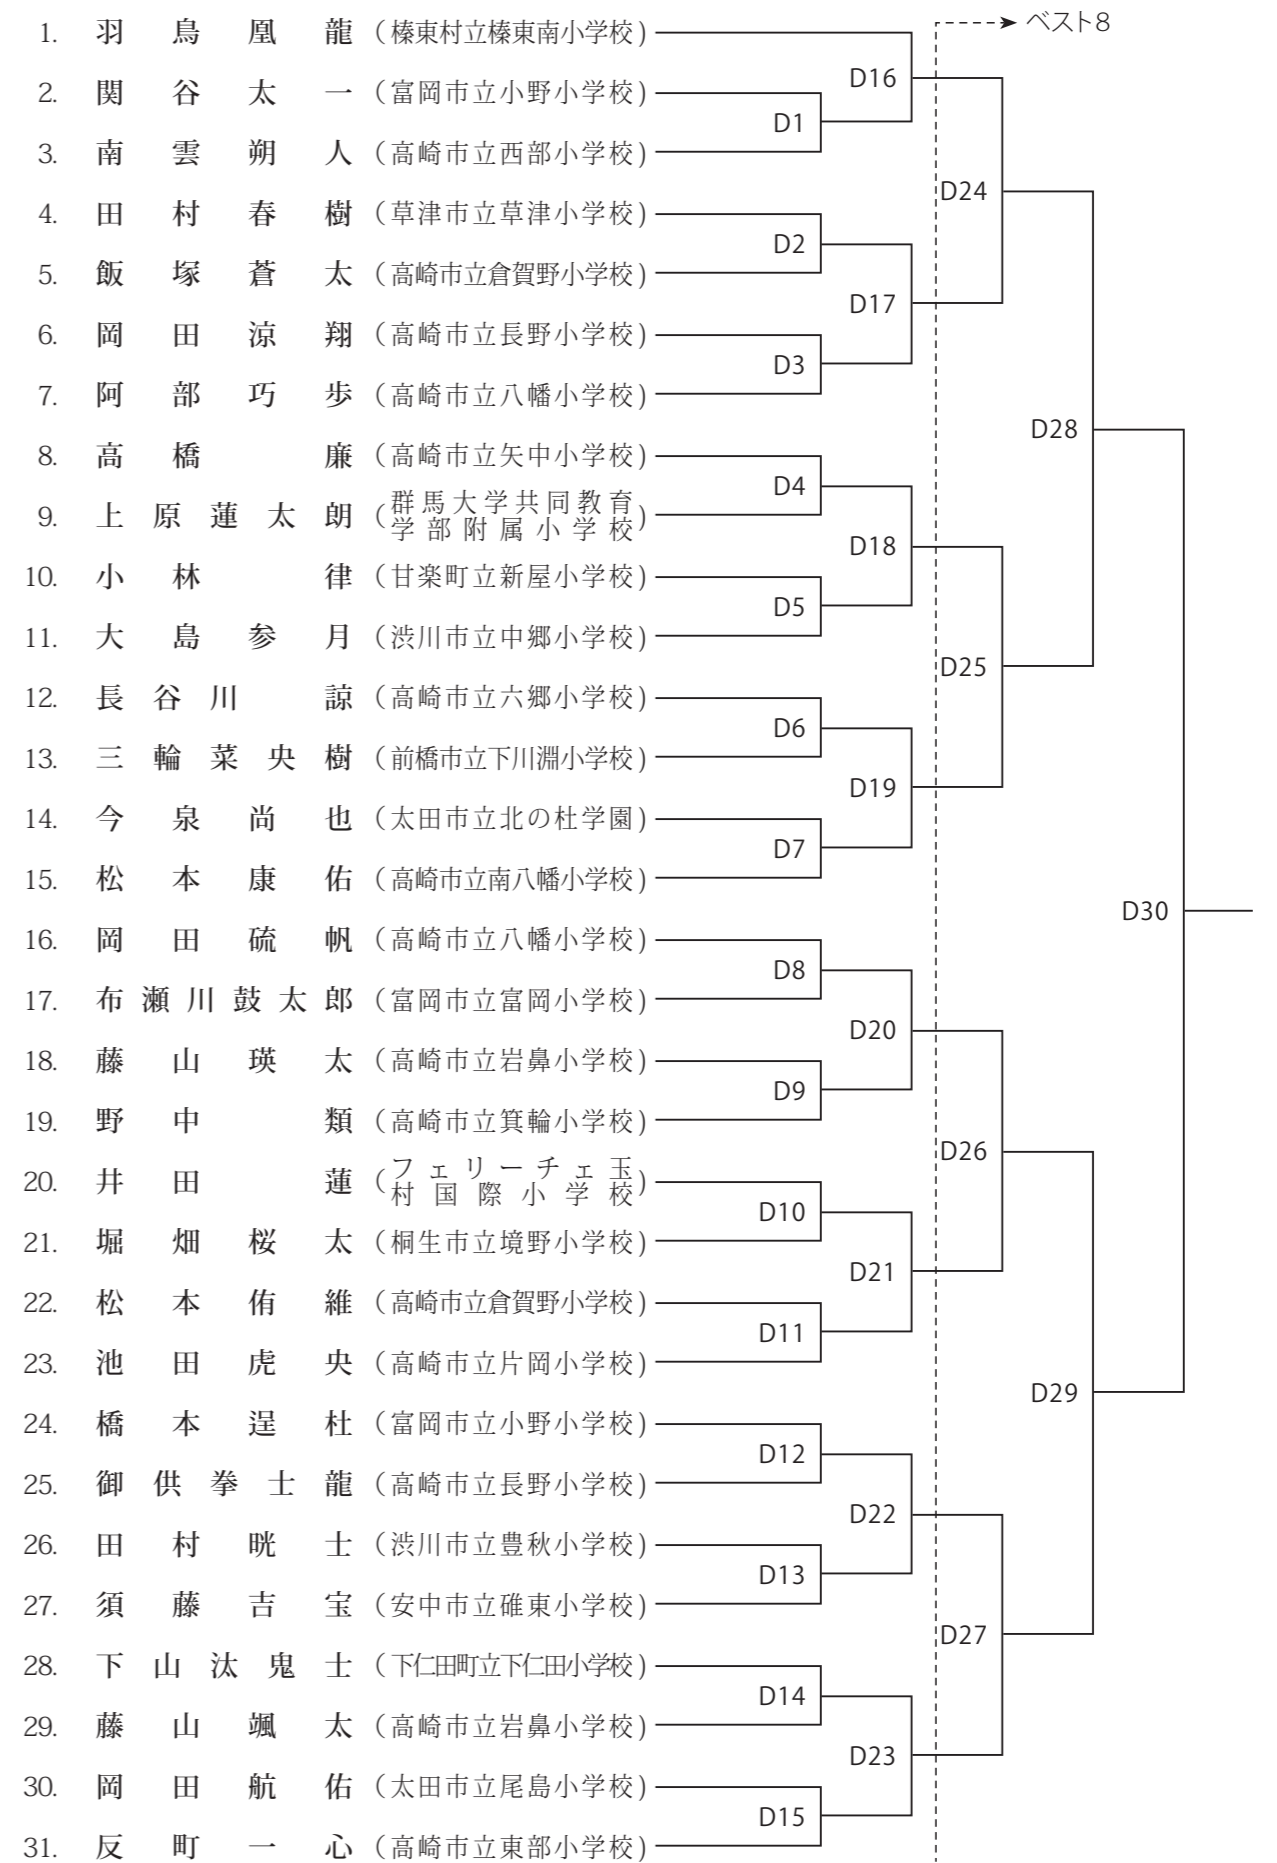 ベスト8
1. 羽鳥凰龍 (榛東村立榛東南小学校)
2. 関谷太一 (富岡市立小野小学校)
3. 南雲朔人 (高崎市立西部小学校)
4. 田村春樹 (草津市立草津小学校)
5. 飯塚蒼太 (高崎市立倉賀野小学校)
6. 岡田涼翔 (高崎市立長野小学校)
7. 阿部巧歩 (高崎市立八幡小学校)
8. 高橋廉 (高崎市立矢中小学校)
9. 上原蓮太朗 (群馬大学共同教育
学部附属小学校)
10. 小林律 (甘楽町立新屋小学校)
11. 大島参月 (渋川市立中郷小学校)
12. 長谷川諒 (高崎市立六郷小学校)
13. 三輪菜央樹 (前橋市立下川淵小学校)
14. 今泉尚也 (太田市立北の杜学園)
15. 松本康佑 (高崎市立南八幡小学校)
16. 岡田硫帆 (高崎市立八幡小学校)
17. 布瀬川鼓太郎 (富岡市立富岡小学校)
18. 藤山瑛太 (高崎市立岩鼻小学校)
19. 野中類 (高崎市立箕輪小学校)
20. 井田蓮 (フェリーチェ玉
村国際小学校)
21. 堀畑桜太 (桐生市立境野小学校)
22. 松本侑維 (高崎市立倉賀野小学校)
23. 池田虎央 (高崎市立片岡小学校)
24. 橋本逞杜 (富岡市立小野小学校)
25. 御供拳士龍 (高崎市立長野小学校)
26. 田村晄士 (渋川市立豊秋小学校)
27. 須藤吉宝 (安中市立碓東小学校)
28. 下山汰鬼士 (下仁田町立下仁田小学校)
29. 藤山颯太 (高崎市立岩鼻小学校)
30. 岡田航佑 (太田市立尾島小学校)
31. 反町一心 (高崎市立東部小学校)
D1
D2
D3
D4
D5
D6
D7
D8
D9
D10
D11
D12
D13
D14
D15
D16
D17
D18
D19
D20
D21
D22
D23
D24
D25
D26
D27
D28
D29
D30